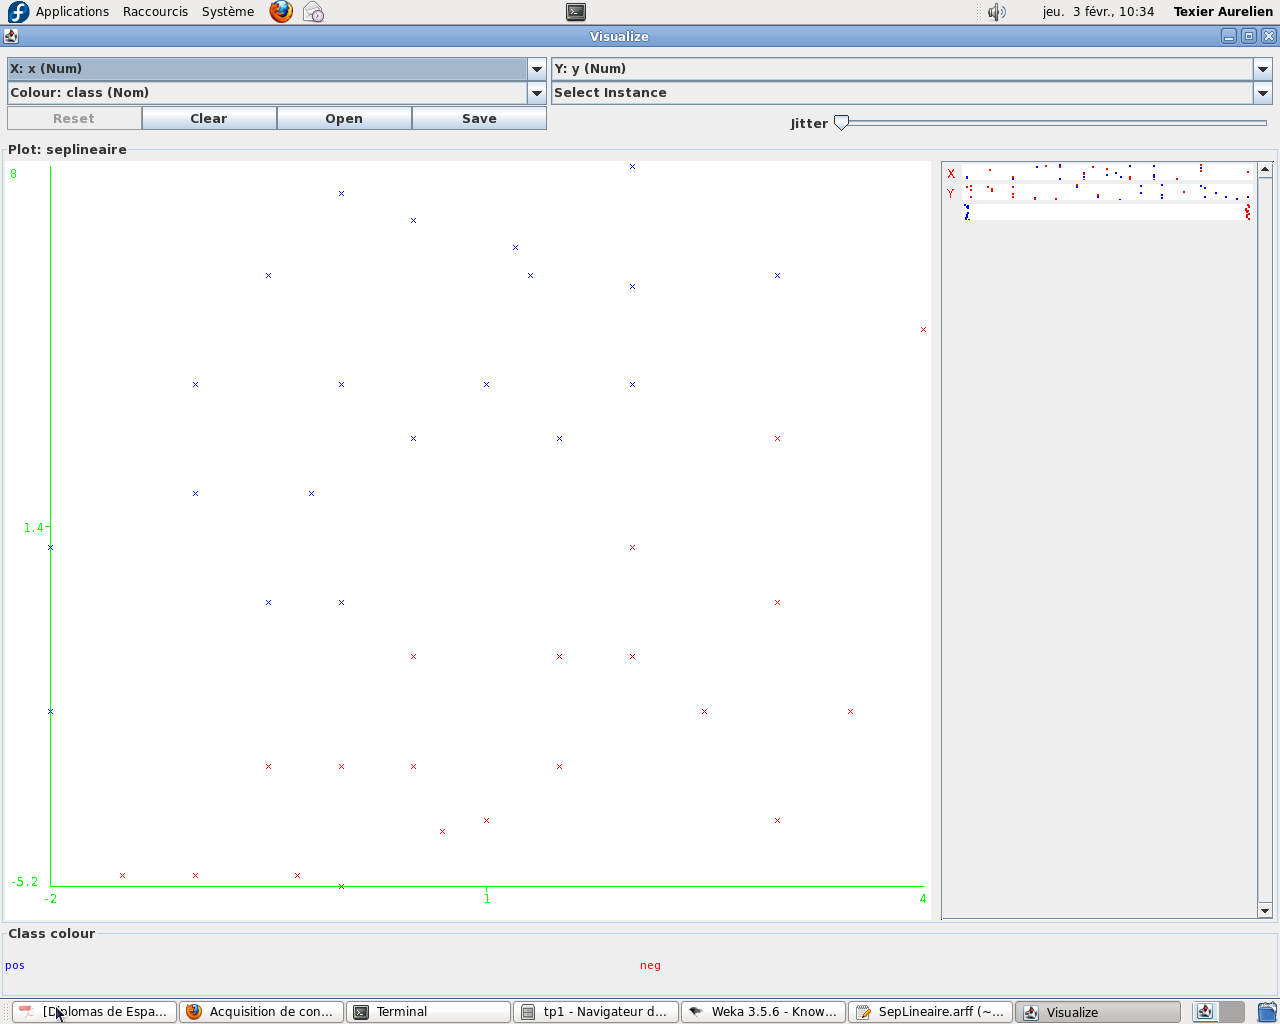 Applications Raccourcis Système jeu. 3 févr., 10:34 Texier Aurelien
Visualize
X: x (Num) Y: y (Num)
Colour: class (Nom) Select Instance
Reset Clear Open Save Jitter
Plot: seplineaire
8
X
Y
1.4
-5.2
-2 1 4
Class colour
pos neg
[Diplomas de Espa... Acquisition de con... Terminal tp1 - Navigateur d... Weka 3.5.6 - Know... SepLineaire.arff (~... Visualize